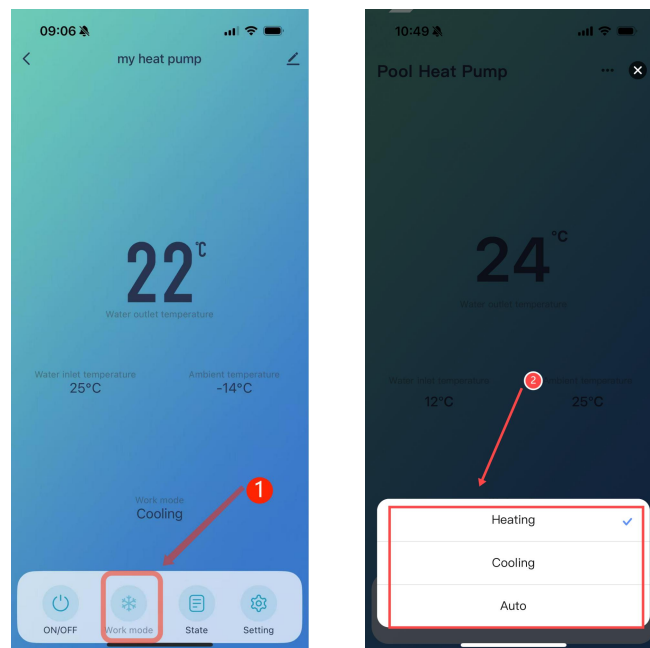 09:06
my heat pump
22°C
Water outlet temperature
Water inlet temperature
25°C
Ambient temperature
-14°C
Work mode
Cooling
1
ON/OFF
Work mode
State
Setting
10:49
Pool Heat Pump
24°C
Water outlet temperature
Water inlet temperature
12°C
Ambient temperature
25°C
2
Heating
Cooling
Auto